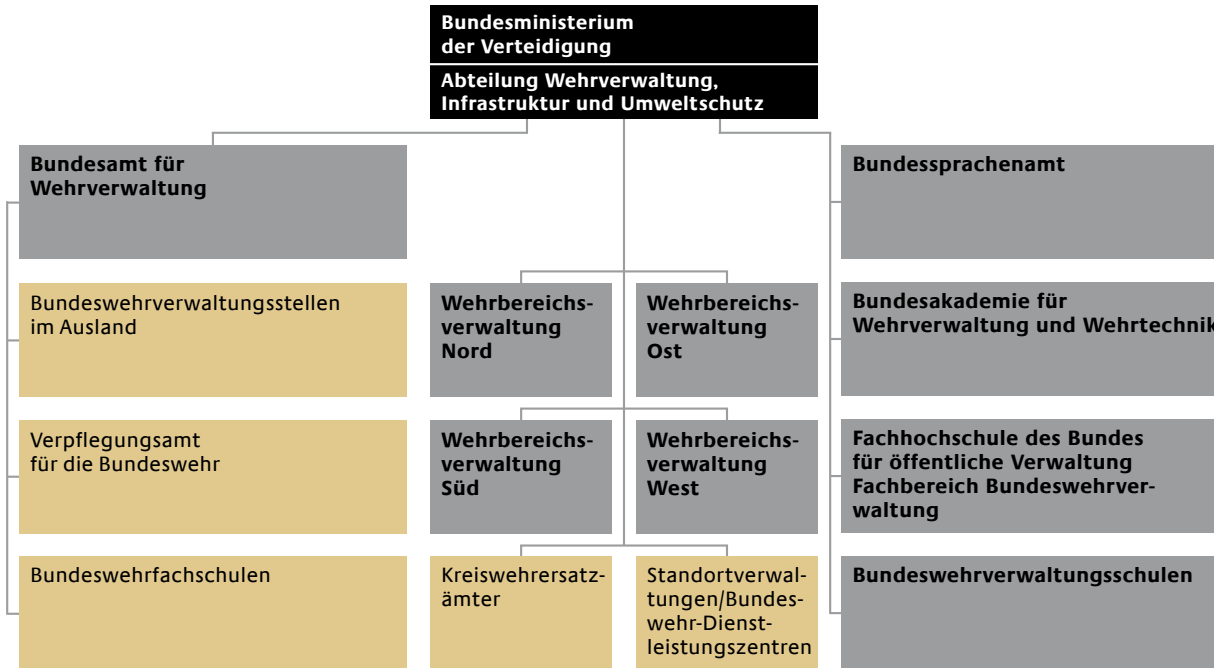 Bundesministerium
der Verteidigung
Abteilung Wehrverwaltung,
Infrastruktur und Umweltschutz
Bundesamt für
Wehrverwaltung
Bundessprachenamt
Bundeswehrverwaltungsstellen
im Ausland
Wehrbereichs-
verwaltung
Nord
Wehrbereichs-
verwaltung
Ost
Bundesakademie für
Wehrverwaltung und Wehrtechnik
Verpflegungsamt
für die Bundeswehr
Wehrbereichs-
verwaltung
Süd
Wehrbereichs-
verwaltung
West
Fachhochschule des Bundes
für öffentliche Verwaltung
Fachbereich Bundeswehrver-
waltung
Bundeswehrfachschulen
Kreiswehrersatz-
ämter
Standortverwal-
tungen/Bundes-
wehr-Dienst-
leistungszentren
Bundeswehrverwaltungsschulen